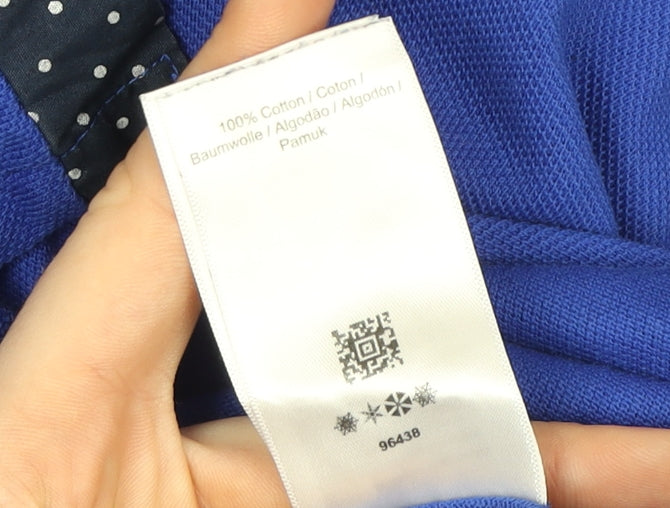 100% Cotton / Coton /
Baumwolle / Algodão / Algodón /
Pamuk
96438